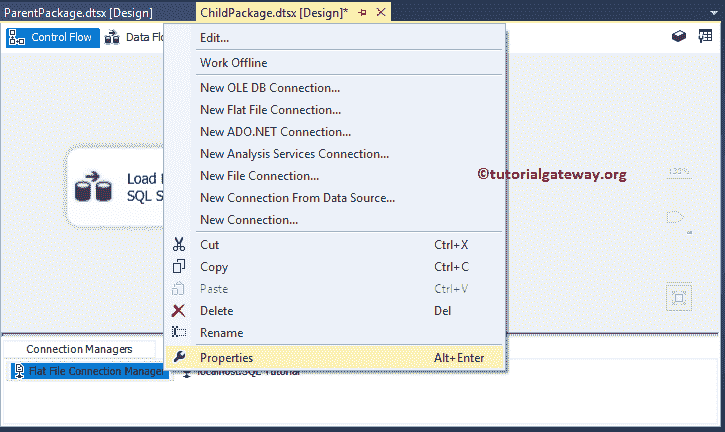 ParentPackage.dtsx [Design]
ChildPackage.dtsx [Design]*
Control Flow
Data Flo
Edit...
Work Offline
New OLE DB Connection...
New Flat File Connection...
New ADO.NET Connection...
New Analysis Services Connection...
New File Connection...
New Connection From Data Source...
New Connection...
Cut Ctrl+X
Copy Ctrl+C
Paste Ctrl+V
Delete Del
Rename
Properties Alt+Enter
Load
SQL S
©tutorialgateway.org
Connection Managers
Flat File Connection Manager
localhost.SQL Tutorial